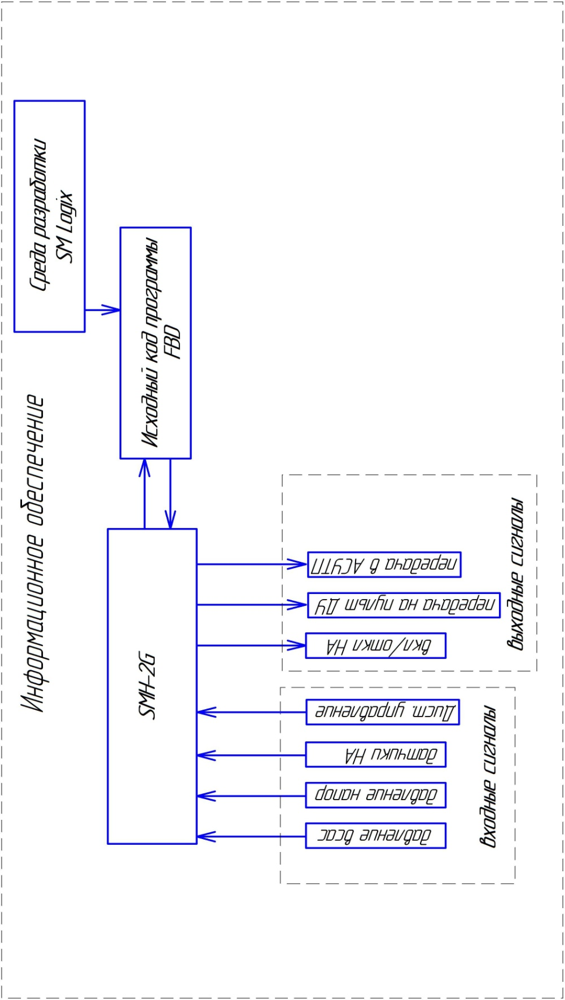 Информационное обеспечение
Среда разработки
SM Logix
Исходный код программы
FBD
SMH-2G
давление всас
давление напор
датчики НА
Дист. управление
вкл/откл НА
передача на пульт ДУ
передача в АСУТП
входные сигналы
выходные сигналы